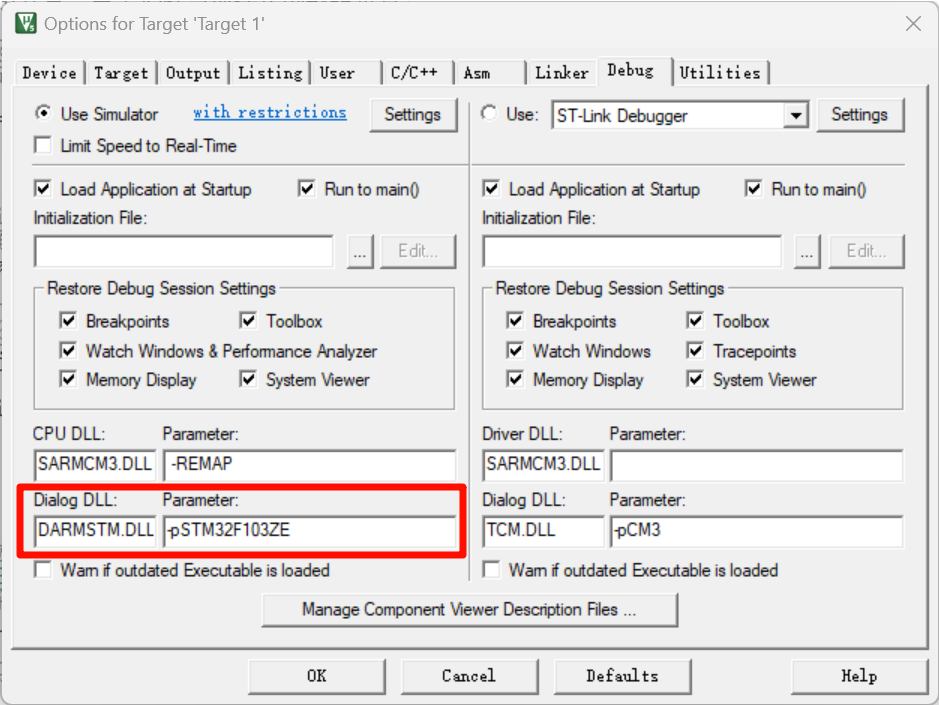 Options for Target 'Target 1'
Device Target Output Listing User C/C++ Asm Linker Debug Utilities
Use Simulator with restrictions Settings
Limit Speed to Real-Time
Load Application at Startup Run to main()
Initialization File:
... Edit...
Restore Debug Session Settings
Breakpoints Toolbox
Watch Windows & Performance Analyzer
Memory Display System Viewer
CPU DLL: Parameter:
SARMCM3.DLL -REMAP
Dialog DLL: Parameter:
DARMSTM.DLL -pSTM32F103ZE
Warn if outdated Executable is loaded
Use: ST-Link Debugger Settings
Load Application at Startup Run to main()
Initialization File:
... Edit...
Restore Debug Session Settings
Breakpoints Toolbox
Watch Windows Tracepoints
Memory Display System Viewer
Driver DLL: Parameter:
SARMCM3.DLL
Dialog DLL: Parameter:
TCM.DLL -pCM3
Warn if outdated Executable is loaded
Manage Component Viewer Description Files ...
OK Cancel Defaults Help